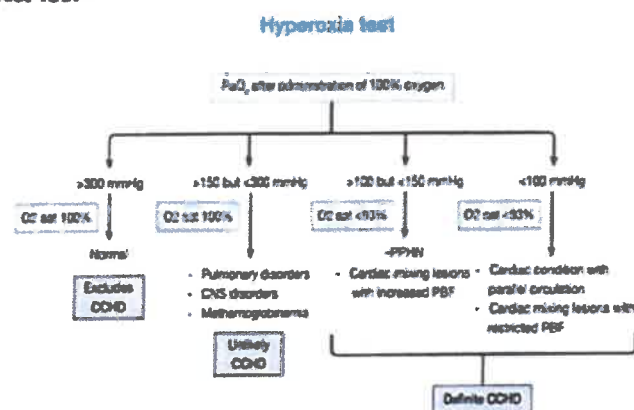 Hyperoxia test
PaO₂ after administration of 100% oxygen
>300 mmHg
>150 but <300 mmHg
>100 but <150 mmHg
<100 mmHg
O2 sat 100%
O2 sat 100%
O2 sat <93%
O2 sat <93%
Normal
Excludes
CCHD
• Pulmonary disorders
• CNS disorders
• Methemoglobinemia
Unlikely
CCHD
PPHN
• Cardiac mixing lesions
with increased PBF
• Cardiac condition with
parallel circulation
• Cardiac mixing lesions with
restricted PBF
Definite CCHD